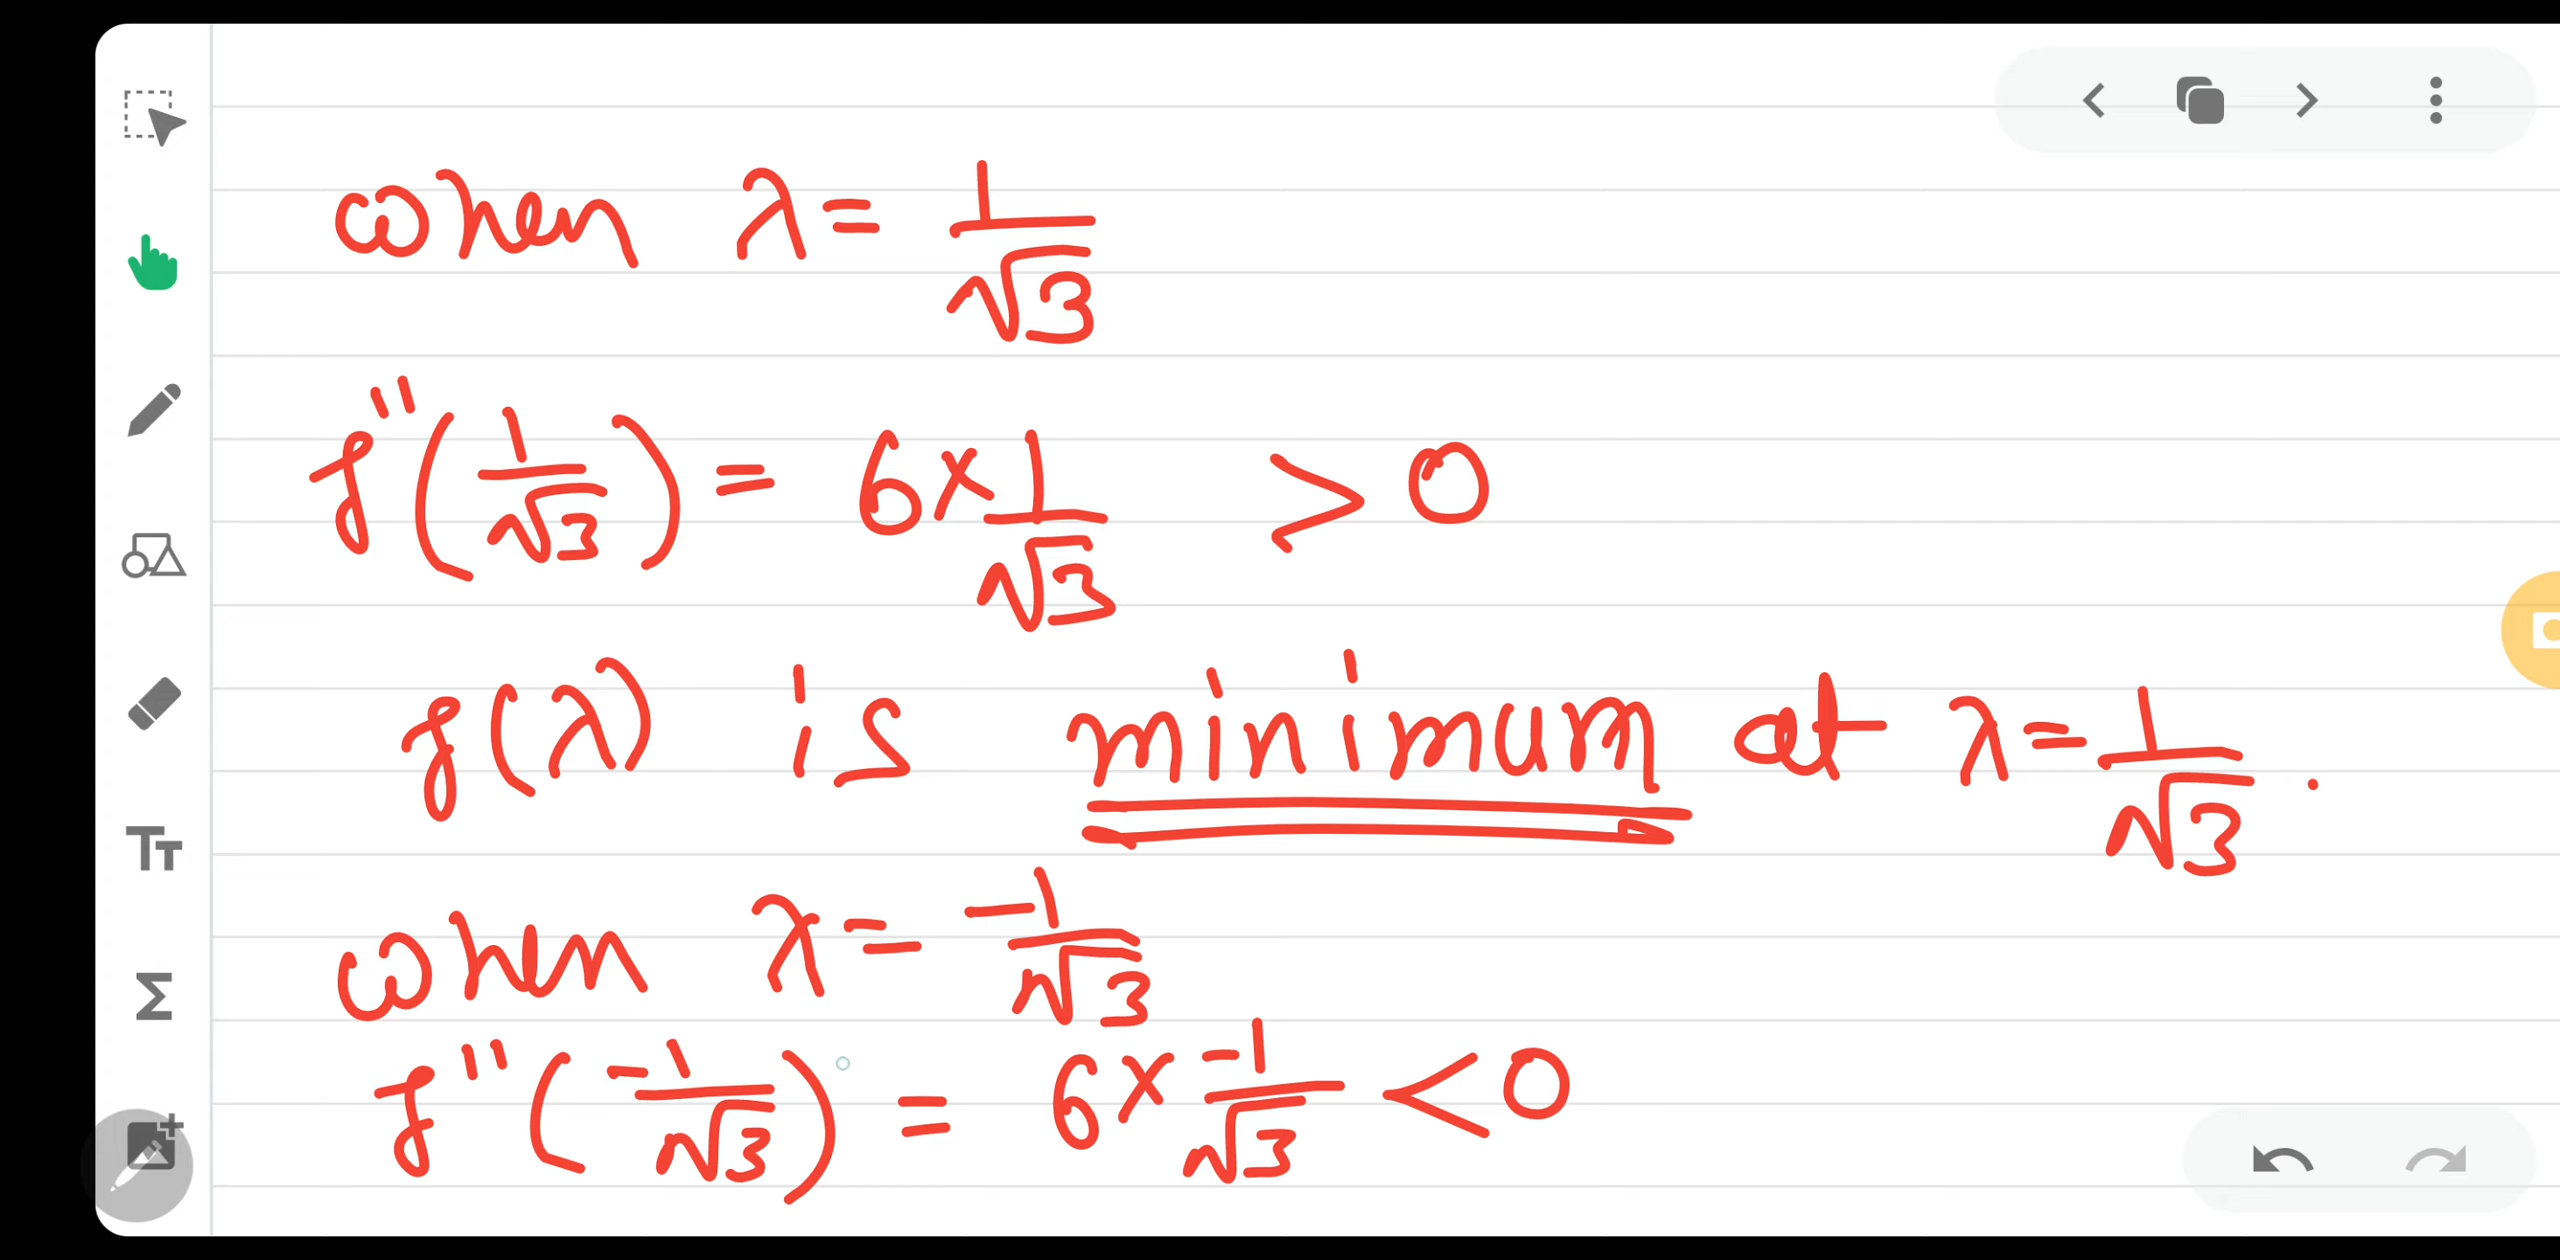 when λ = 1/√3
f''(1/√3) = 6×1/√3 > 0
f(λ) is minimum at λ = 1/√3 .
when λ = -1/√3
f''(-1/√3) = 6×-1/√3 < 0
Tт
Σ